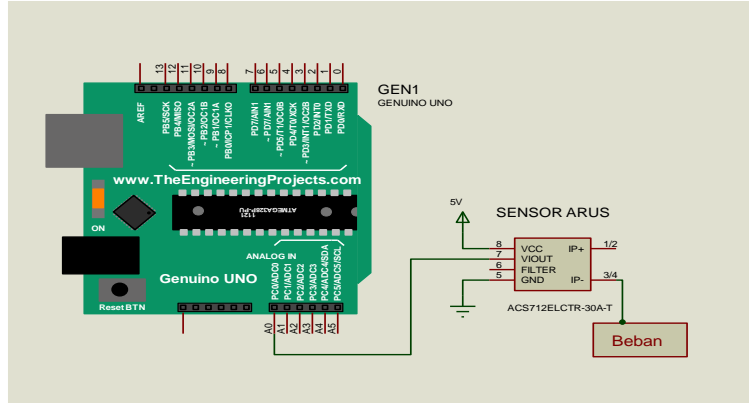 13
12
11
10
9
8
7
6
5
4
3
2
1
0
GEN1
GENUINO UNO
AREF
PB5/SCK
PB4/MISO
~ PB3/MOSI/OC2A
~ PB2/OC1B
~ PB1/OC1A
PB0/ICP1/CLKO
PD7/AIN1
~ PD7/AIN1
~ PD5/T1/OC0B
PD4/T0/XCK
~ PD3/INT1/OC2B
PD2/INT0
PD1/TXD
PD0/RXD
www.TheEngineeringProjects.com
ON
ATMEGA328P-PU
1121
ANALOG IN
Genuino UNO
PC0/ADC0
PC1/ADC1
PC2/ADC2
PC3/ADC3
PC4/ADC4/SDA
PC5/ADC5/SCL
Reset BTN
A0
A1
A2
A3
A4
A5
5V
SENSOR ARUS
8 VCC IP+ 1/2
7 VIOUT
6 FILTER
5 GND IP- 3/4
ACS712ELCTR-30A-T
Beban